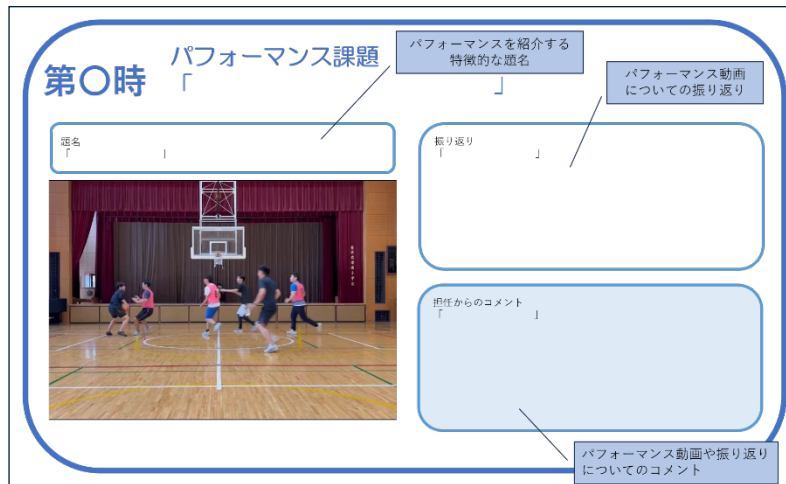 第〇時
パフォーマンス課題
「　　　　　　　　　　」
パフォーマンスを紹介する
特徴的な題名
パフォーマンス動画
についての振り返り
題名
「　　　　　　　　」
振り返り
「　　　　　　　　」
担任からのコメント
「　　　　　　　　」
パフォーマンス動画や振り返り
についてのコメント